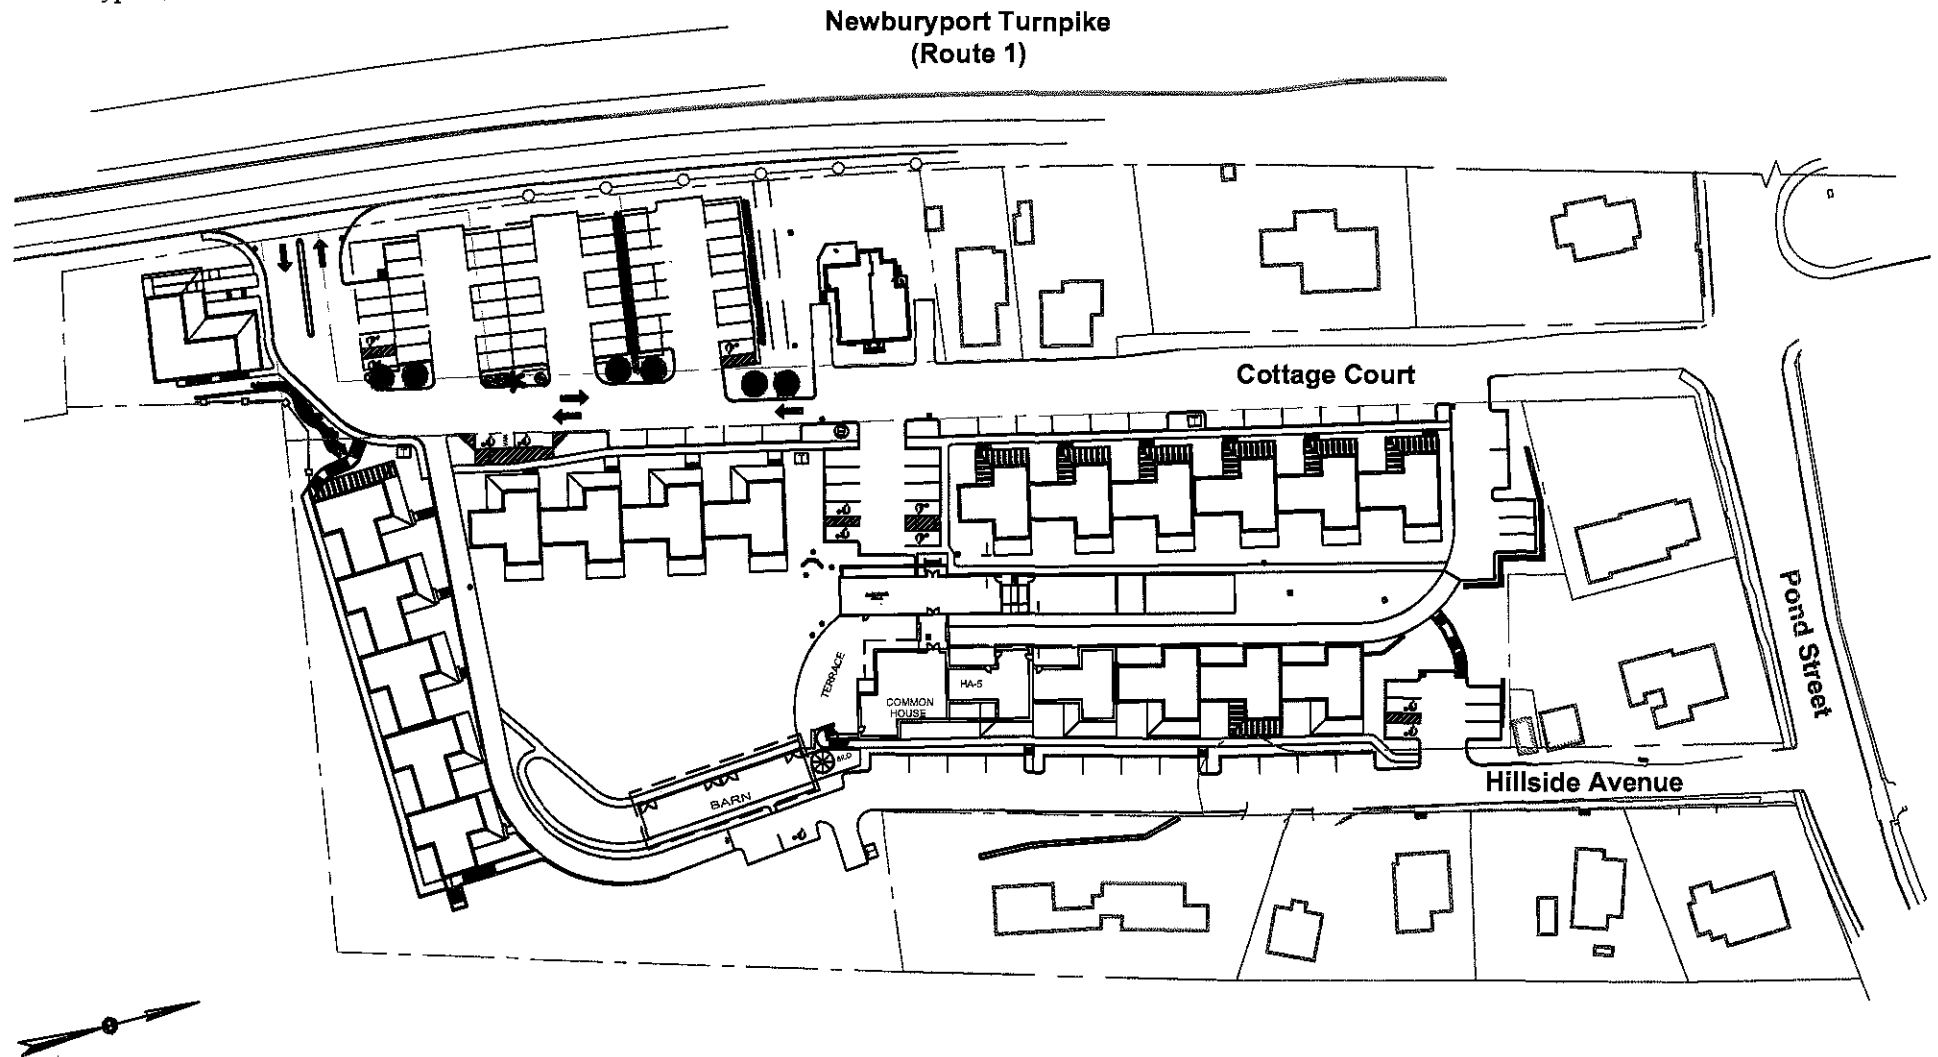 Newburyport Turnpike
(Route 1)
Cottage Court
Pond Street
TERRACE
HA-5
COMMON
HOUSE
Hillside Avenue
BARN